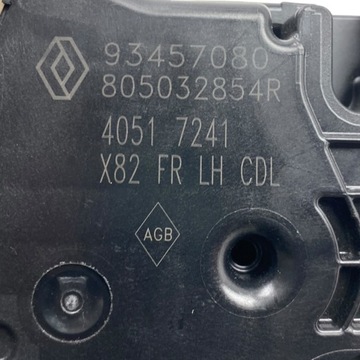 93457080
805032854R
4051 7241
X82 FR LH CDL
AGB